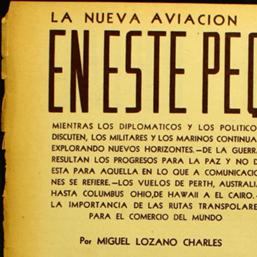 LA NUEVA AVIACION
EN ESTE PEQ
MIENTRAS LOS DIPLOMATICOS Y LOS POLITICO
DISCUTEN, LOS MILITARES Y LOS MARINOS CONTINUA
EXPLORANDO NUEVOS HORIZONTES.—DE LA GUERRA
RESULTAN LOS PROGRESOS PARA LA PAZ Y NO D
ESTA PARA AQUELLA EN LO QUE A COMUNICACIO
NES SE REFIERE.—LOS VUELOS DE PERTH, AUSTRALIA
HASTA COLUMBUS OHIO, DE HAWAII A EL CAIRO.—
LA IMPORTANCIA DE LAS RUTAS TRANSPOLARE
PARA EL COMERCIO DEL MUNDO
Por MIGUEL LOZANO CHARLES